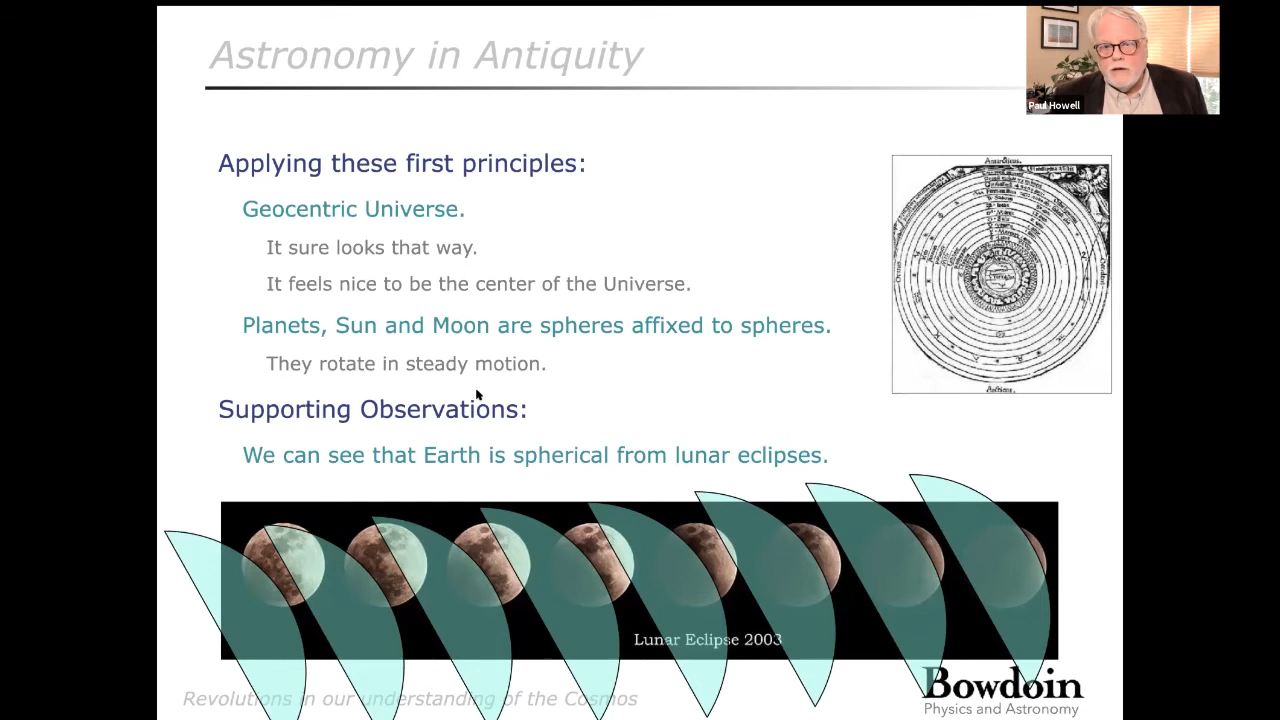 Astronomy in Antiquity
Paul Howell
Applying these first principles:
Geocentric Universe.
It sure looks that way.
It feels nice to be the center of the Universe.
Planets, Sun and Moon are spheres affixed to spheres.
They rotate in steady motion.
Supporting Observations:
We can see that Earth is spherical from lunar eclipses.
Lunar Eclipse 2003
Revolutions in our understanding of the Cosmos
Bowdoin
Physics and Astronomy